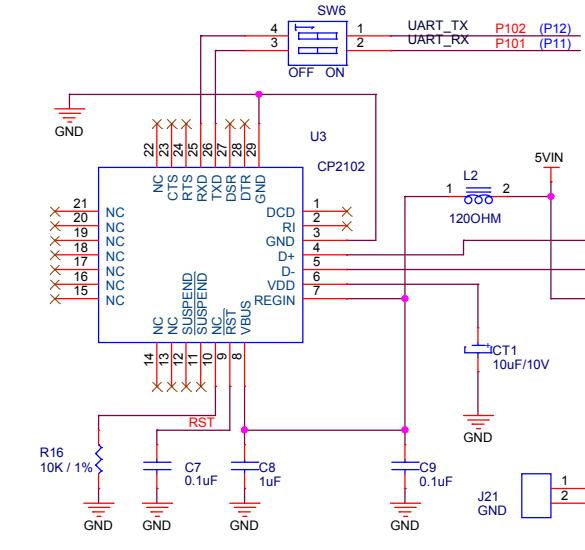 SW6
4 1 UART_TX P102 (P12)
3 2 UART_RX P101 (P11)
OFF ON
GND
U3
CP2102
22 23 24 25 26 27 28 29
NC CTS RTS RXD TXD DSR DTR GND
21 NC
20 NC
19 NC
18 NC
17 NC
16 NC
15 NC
DCD 1
RI 2
GND 3
D+ 4
D- 5
VDD 6
REGIN 7
NC NC SUSPEND SUSPEND NC RST VBUS
14 13 12 11 10 9 8
5VIN
L2
1 2
120OHM
CT1
+
10uF/10V
GND
RST
R16
10K / 1%
C7
0.1uF
C8
1uF
C9
0.1uF
GND
GND
GND
GND
J21
GND
1
2